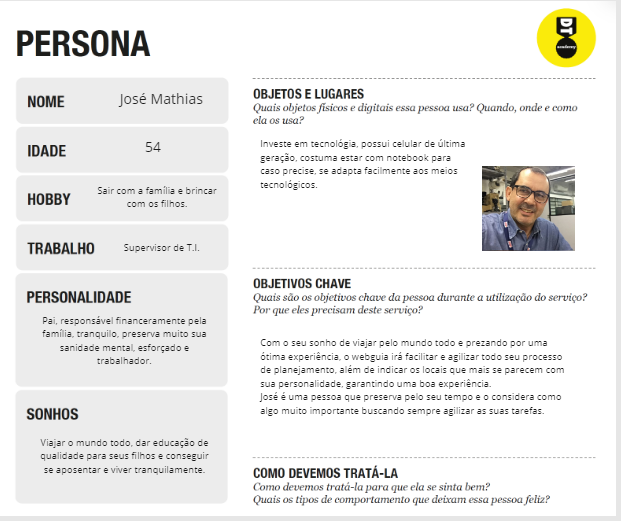 PERSONA
DT
academy
NOME
José Mathias
IDADE
54
HOBBY
Sair com a família e brincar
com os filhos.
TRABALHO
Supervisor de T.I.
PERSONALIDADE
Pai, responsável financeramente pela
família, tranquilo, preserva muito sua
sanidade mental, esforçado e
trabalhador.
SONHOS
Viajar o mundo todo, dar educação de
qualidade para seus filhos e conseguir
se aposentar e viver tranquilamente.
OBJETOS E LUGARES
Quais objetos físicos e digitais essa pessoa usa? Quando, onde e como
ela os usa?
Investe em tecnológia, possui celular de última
geração, costuma estar com notebook para
caso precise, se adapta facilmente aos meios
tecnológicos.
OBJETIVOS CHAVE
Quais são os objetivos chave da pessoa durante a utilização do serviço?
Por que eles precisam deste serviço?
Com o seu sonho de viajar pelo mundo todo e prezando por uma
ótima experiência, o webguia irá facilitar e agilizar todo seu processo
de planejamento, além de indicar os locais que mais se parecem com
sua personalidade, garantindo uma boa experiência.
José é uma pessoa que preserva pelo seu tempo e o considera como
algo muito importante buscando sempre agilizar as suas tarefas.
COMO DEVEMOS TRATÁ-LA
Como devemos tratá-la para que ela se sinta bem?
Quais os tipos de comportamento que deixam essa pessoa feliz?